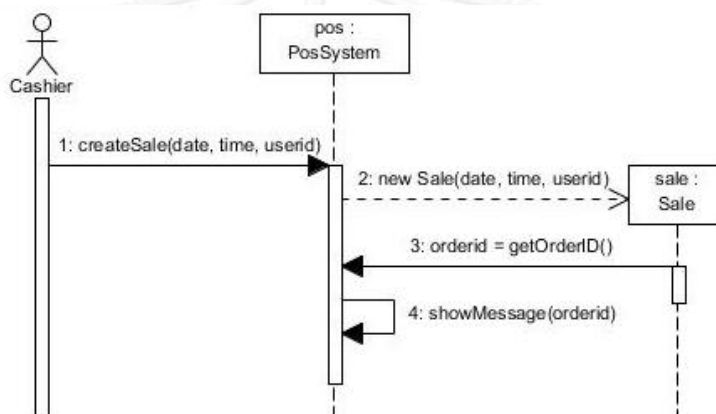 pos :
PosSystem
Cashier
1: createSale(date, time, userid)
2: new Sale(date, time, userid)
sale :
Sale
3: orderid = getOrderID()
4: showMessage(orderid)